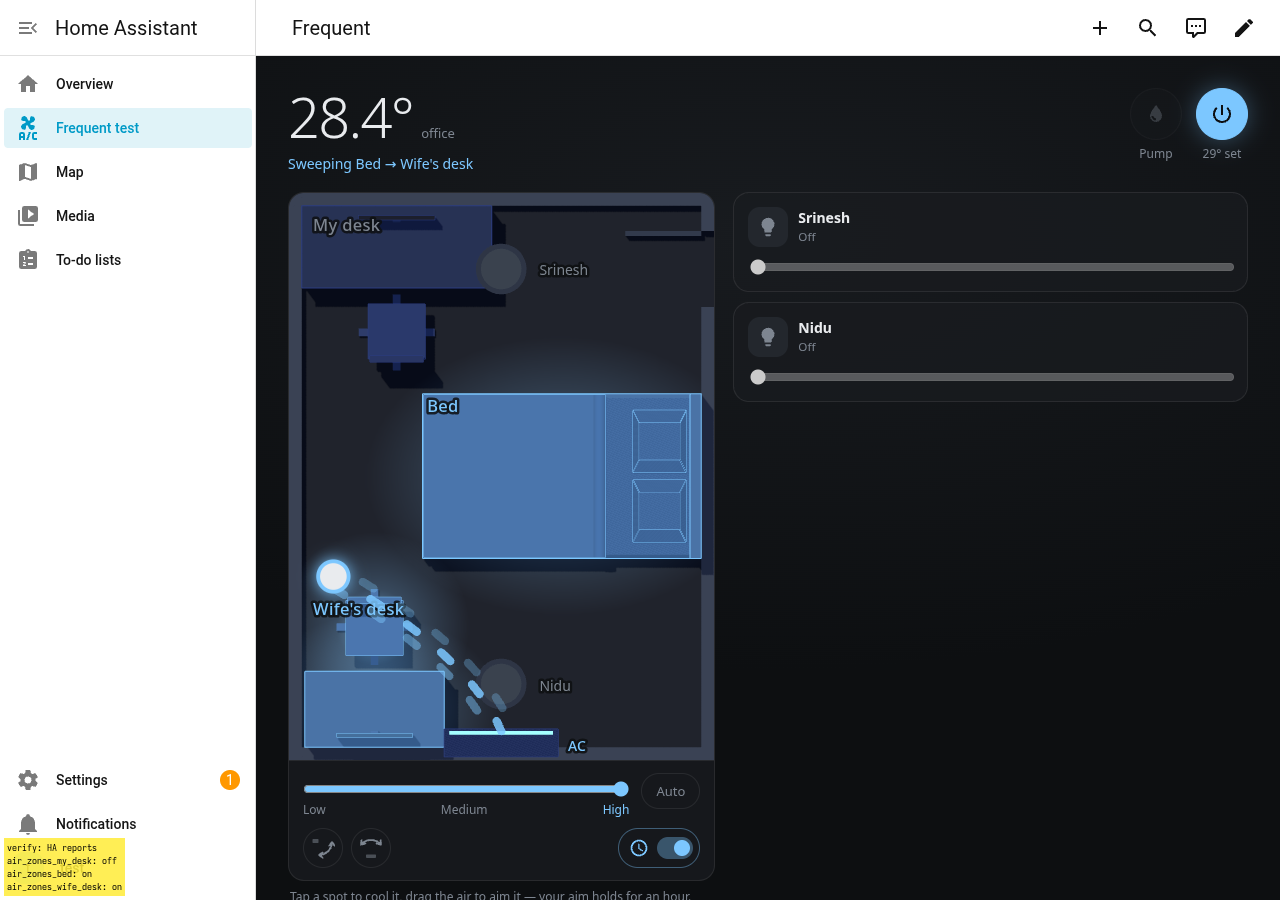 Home Assistant
Frequent
Overview
A/C
Frequent test
Map
Media
To-do lists
Settings
1
Notifications
verify: HA reports
air_zones_my_desk: off
air_zones_bed: on
air_zones_wife_desk: on
28.4° office
Sweeping Bed → Wife's desk
Pump
29° set
My desk
Srinesh
Bed
Wife's desk
Nidu
AC
Low
Medium
High
Auto
Tap a spot to cool it, drag the air to aim it — your aim holds for an hour.
Srinesh
Off
Nidu
Off